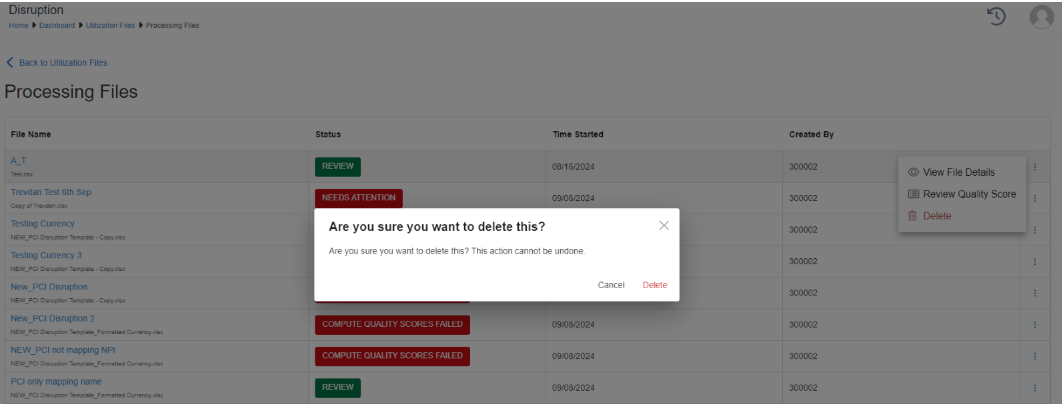 Disruption
Home Dashboard Utilization Files Processing Files
Back to Utilization Files
Processing Files
File Name Status Time Started Created By
A_T REVIEW 08/16/2024 300002
Test.csv
View File Details
Trevdan Test 6th Sep NEEDS ATTENTION 09/06/2024 300002
Copy of Trevdan.xlsx
Review Quality Score
Delete
Testing Currency 300002
NEW_PCI Disruption Template - Copy.xlsx
Testing Currency 3 300002
NEW_PCI Disruption Template - Copy.xlsx
Are you sure you want to delete this?
Are you sure you want to delete this? This action cannot be undone.
Cancel Delete
New_PCI Disruption 300002
NEW_PCI Disruption Template - Copy.xlsx
New_PCI Disruption 2 COMPUTE QUALITY SCORES FAILED 09/08/2024 300002
NEW_PCI Disruption Template_Formatted Currency.xlsx
NEW_PCI not mapping NPI COMPUTE QUALITY SCORES FAILED 09/08/2024 300002
NEW_PCI Disruption Template_Formatted Currency.xlsx
PCI only mapping name REVIEW 09/08/2024 300002
NEW_PCI Disruption Template_Formatted Currency.xlsx